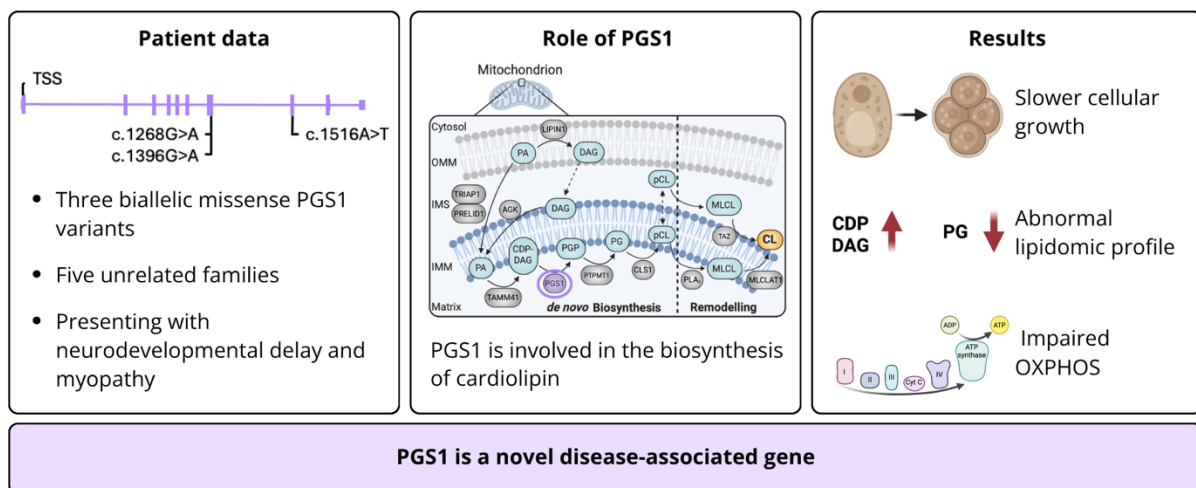 Patient data
TSS
c.1268G>A
c.1396G>A
c.1516A>T
• Three biallelic missense PGS1
variants
• Five unrelated families
• Presenting with
neurodevelopmental delay and
myopathy
Role of PGS1
Mitochondrion
Cytosol
LIPIN1
PA
DAG
OMM
pCL
TRIAP1
PRELID1
IMS
AGK
DAG
MLCL
TAZ
CL
CDP-
DAG
PGP
PG
pCL
IMM
PA
PGS1
PTPMT1
CLS1
PLA₂
MLCL
MLCLAT1
TAMM41
Matrix
de novo Biosynthesis
Remodelling
PGS1 is involved in the biosynthesis
of cardiolipin
Results
Slower cellular
growth
CDP
DAG
PG
Abnormal
lipidomic profile
ADP
ATP
ATP
synthase
I
II
III
Cyt C
IV
Impaired
OXPHOS
PGS1 is a novel disease-associated gene